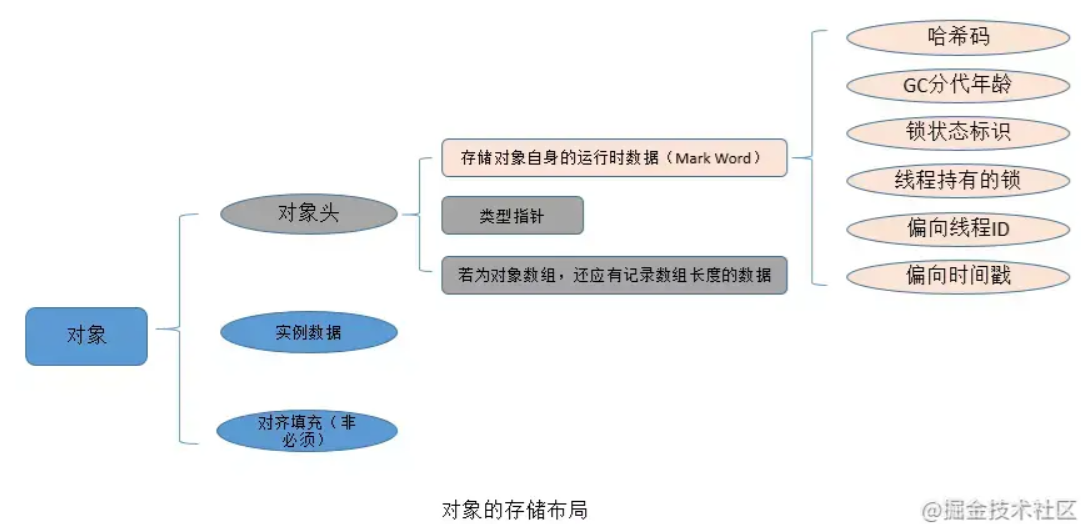 哈希码
GC分代年龄
锁状态标识
线程持有的锁
偏向线程ID
偏向时间戳
存储对象自身的运行时数据（Mark Word）
类型指针
若为对象数组，还应有记录数组长度的数据
对象头
对象
实例数据
对齐填充（非
必须）
对象的存储布局
@掘金技术社区